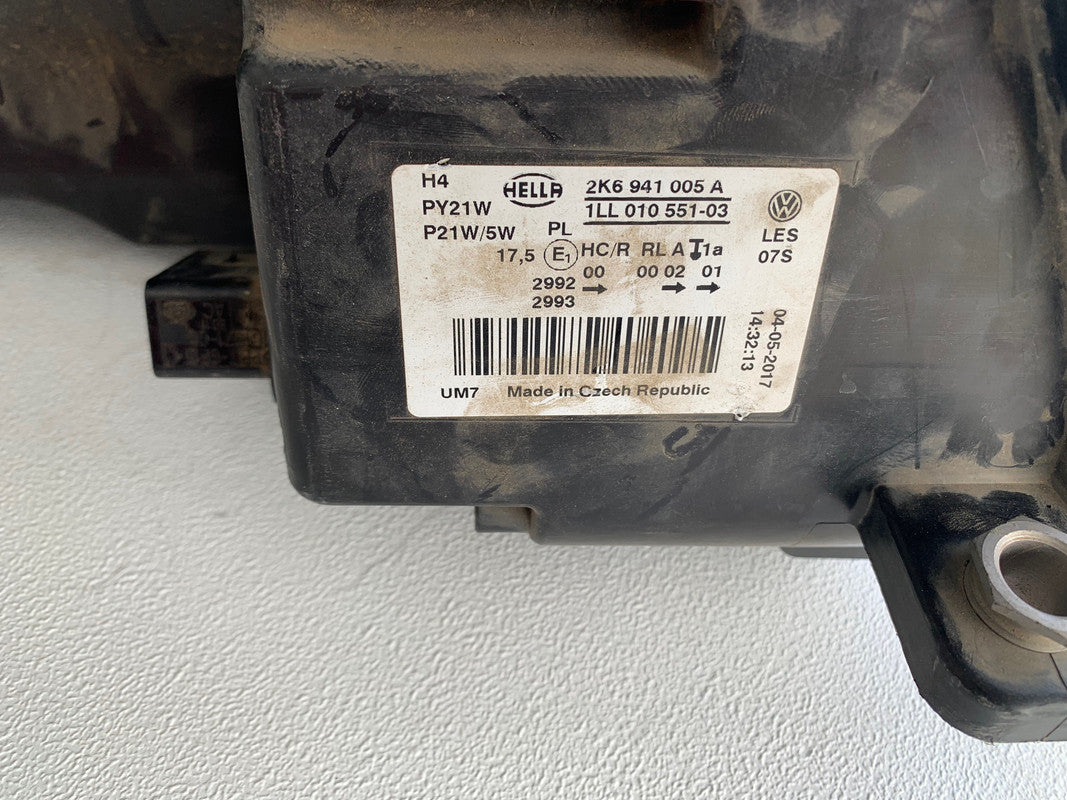 H4
PY21W
P21W/5W
HELLA
2K6 941 005 A
1LL 010 551-03
LES
07S
PL
17,5 E1 HC/R RL A 1a
00 00 02 01
2992
2993
04-05-2017
14:32:13
UM7 Made in Czech Republic